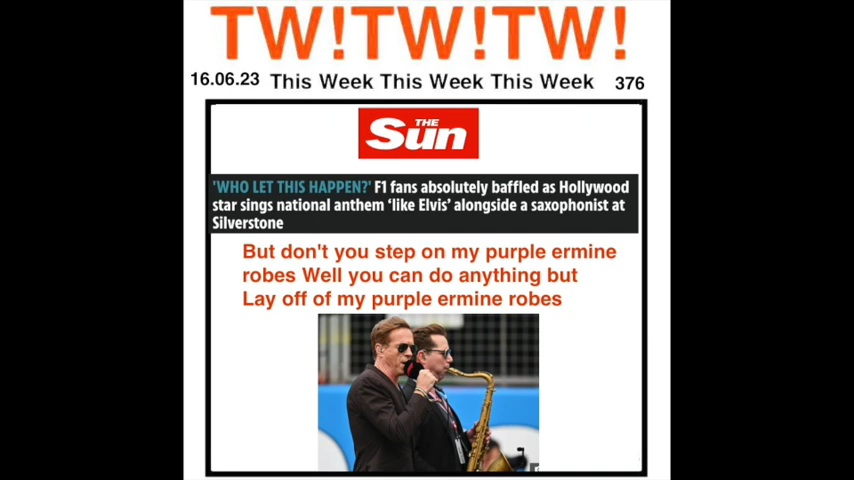 TW!TW!TW!
16.06.23 This Week This Week This Week 376
THE
Sun
'WHO LET THIS HAPPEN?' F1 fans absolutely baffled as Hollywood
star sings national anthem ‘like Elvis’ alongside a saxophonist at
Silverstone
But don't you step on my purple ermine
robes Well you can do anything but
Lay off of my purple ermine robes